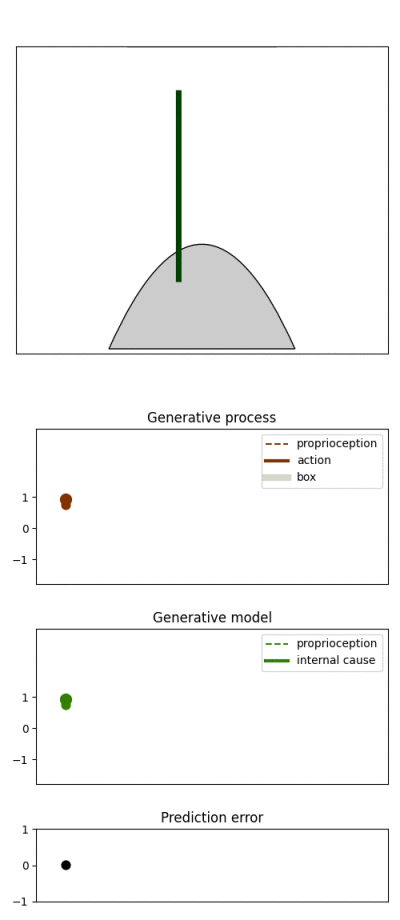 Generative process
proprioception
action
box
1
0
−1
Generative model
proprioception
internal cause
1
0
−1
Prediction error
1
0
−1